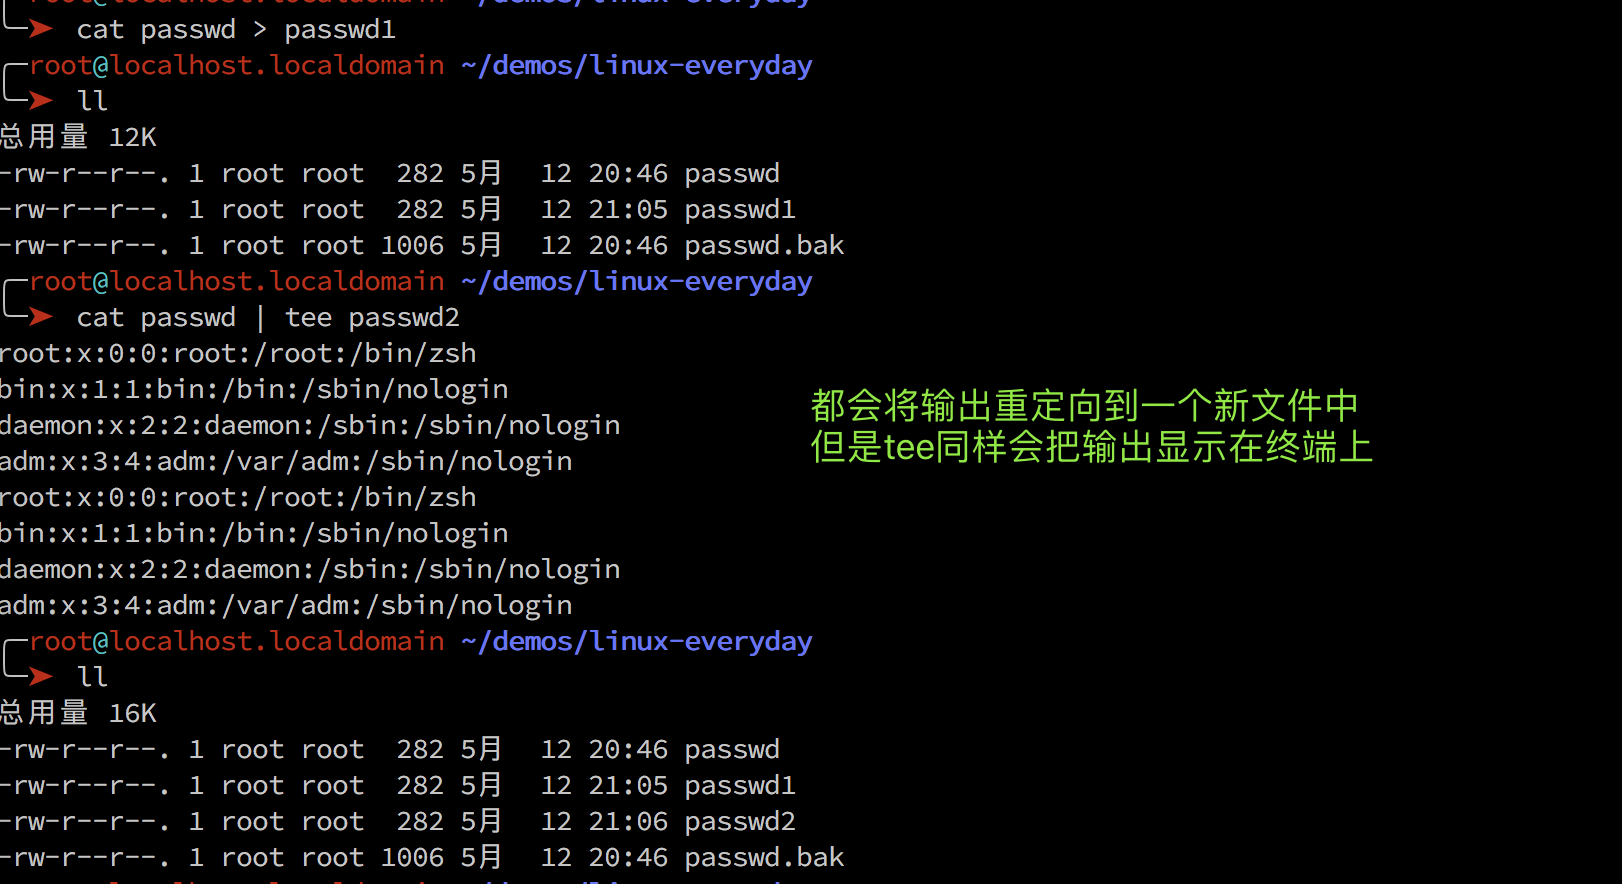 root@localhost.localdomain ~/demos/linux-everyday
➤ cat passwd > passwd1
root@localhost.localdomain ~/demos/linux-everyday
➤ ll
总用量 12K
-rw-r--r--. 1 root root  282 5月  12 20:46 passwd
-rw-r--r--. 1 root root  282 5月  12 21:05 passwd1
-rw-r--r--. 1 root root 1006 5月  12 20:46 passwd.bak
root@localhost.localdomain ~/demos/linux-everyday
➤ cat passwd | tee passwd2
root:x:0:0:root:/root:/bin/zsh
bin:x:1:1:bin:/bin:/sbin/nologin
daemon:x:2:2:daemon:/sbin:/sbin/nologin
adm:x:3:4:adm:/var/adm:/sbin/nologin
root:x:0:0:root:/root:/bin/zsh
bin:x:1:1:bin:/bin:/sbin/nologin
daemon:x:2:2:daemon:/sbin:/sbin/nologin
adm:x:3:4:adm:/var/adm:/sbin/nologin
都会将输出重定向到一个新文件中
但是tee同样会把输出显示在终端上
root@localhost.localdomain ~/demos/linux-everyday
➤ ll
总用量 16K
-rw-r--r--. 1 root root  282 5月  12 20:46 passwd
-rw-r--r--. 1 root root  282 5月  12 21:05 passwd1
-rw-r--r--. 1 root root  282 5月  12 21:06 passwd2
-rw-r--r--. 1 root root 1006 5月  12 20:46 passwd.bak